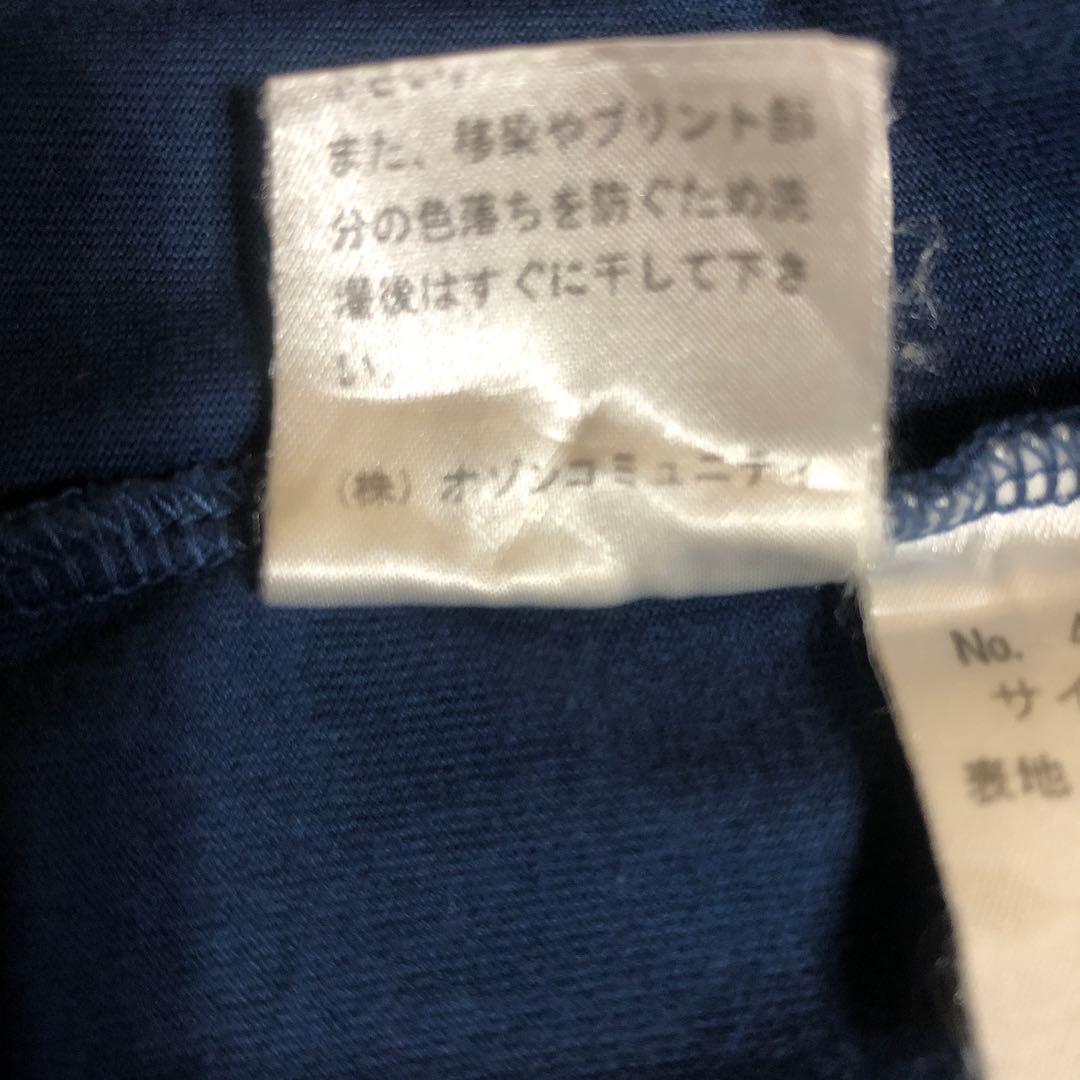 また、移染やプリント部
分の色落ちを防ぐため洗
濯後はすぐに干して下さ
い。
(株) オゾンコミュニティ
No.
サイ
表地